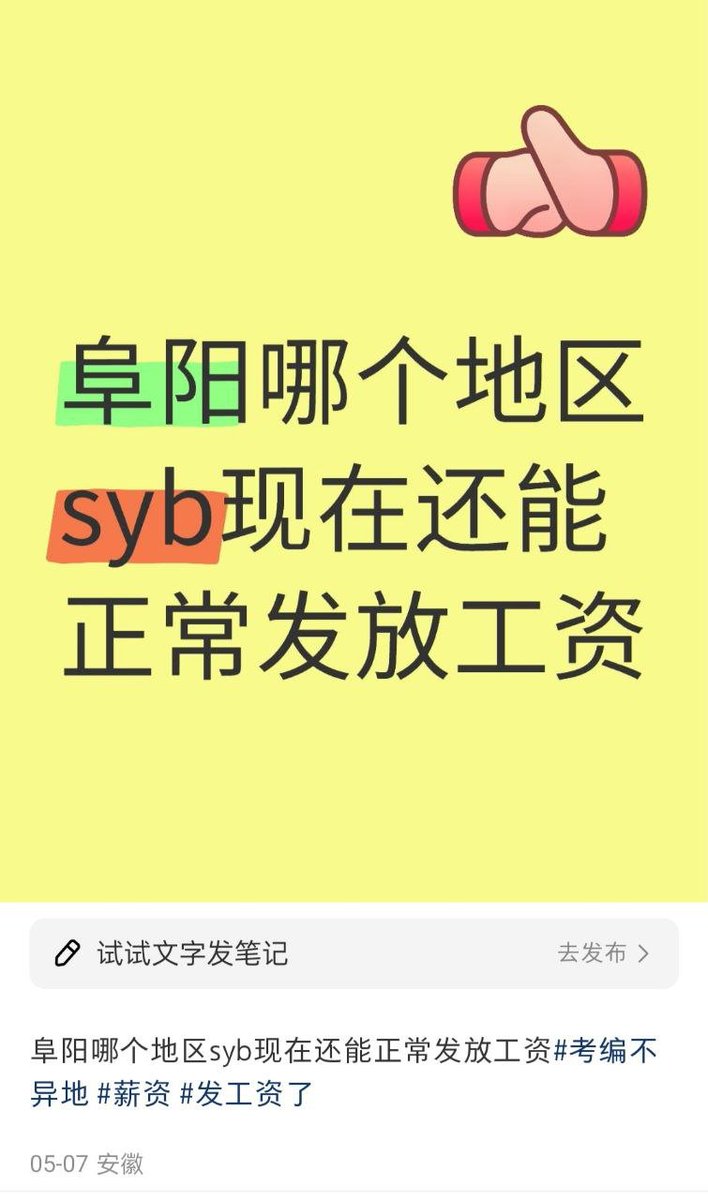 阜阳哪个地区
syb现在还能
正常发放工资
试试文字发笔记
去发布
阜阳哪个地区syb现在还能正常发放工资#考编不
异地 #薪资 #发工资了
05-07 安徽